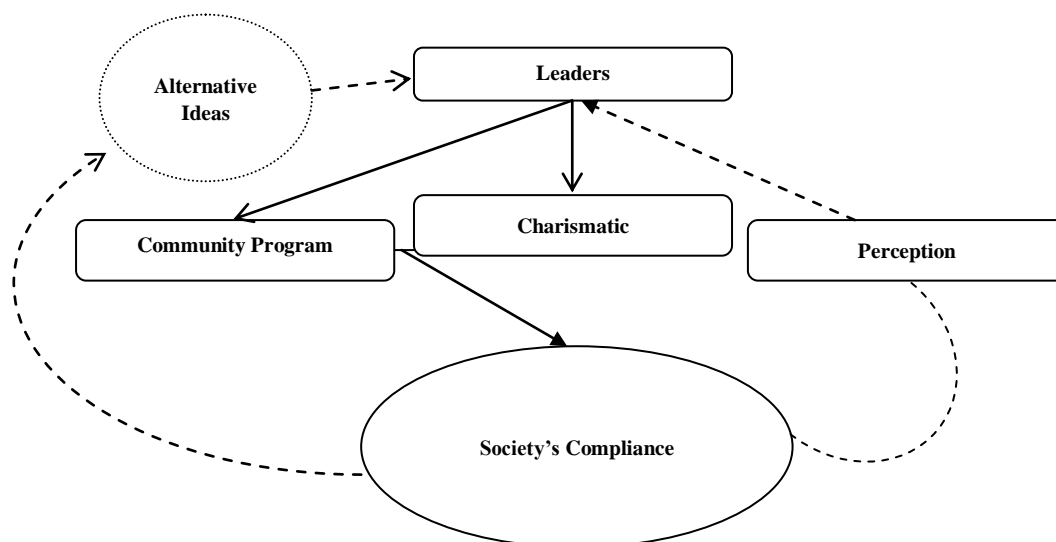 Alternative
Ideas
Leaders
Charismatic
Community Program
Perception
Society’s Compliance